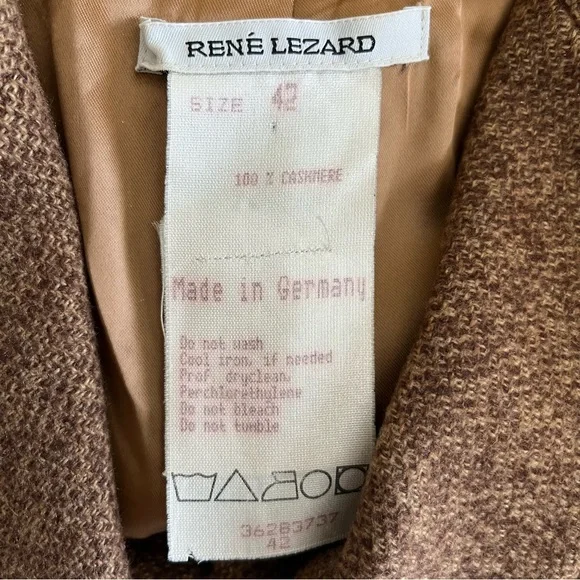 RENÉ LEZARD
SIZE 42
100 % CASHMERE
Made in Germany
Do not wash
Cool iron, if needed
Prof. dryclean,
Perchlorethylene
Do not bleach
Do not tumble
36283737
42